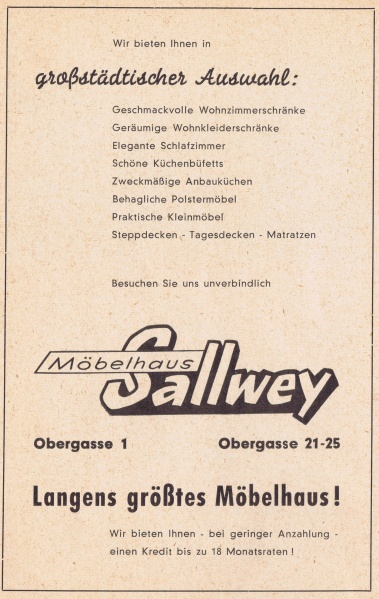 Wir bieten Ihnen in
großstädtischer Auswahl:
Geschmackvolle Wohnzimmerschränke
Geräumige Wohnkleiderschränke
Elegante Schlafzimmer
Schöne Küchenbüfetts
Zweckmäßige Anbauküchen
Behagliche Polstermöbel
Praktische Kleinmöbel
Steppdecken - Tagesdecken - Matratzen
Besuchen Sie uns unverbindlich
Möbelhaus Sallwey
Obergasse 1 Obergasse 21-25
Langens größtes Möbelhaus!
Wir bieten Ihnen - bei geringer Anzahlung -
einen Kredit bis zu 18 Monatsraten!